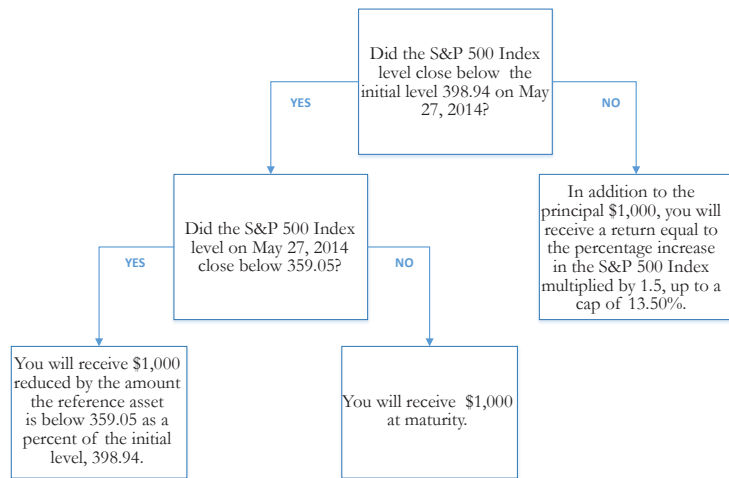 Did the S&P 500 Index
level close below the
initial level 398.94 on May
27, 2014?
YES
NO
Did the S&P 500 Index
level on May 27, 2014
close below 359.05?
In addition to the
principal $1,000, you will
receive a return equal to
the percentage increase
in the S&P 500 Index
multiplied by 1.5, up to a
cap of 13.50%.
YES
NO
You will receive $1,000
reduced by the amount
the reference asset
is below 359.05 as a
percent of the initial
level, 398.94.
You will receive $1,000
at maturity.